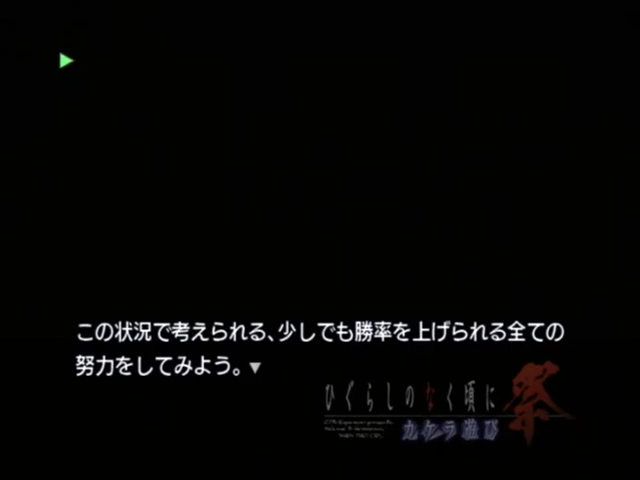 この状況で考えられる、少しでも勝率を上げられる全ての
努力をしてみよう。
ひぐらしのなく頃に祭
カケラ遊び